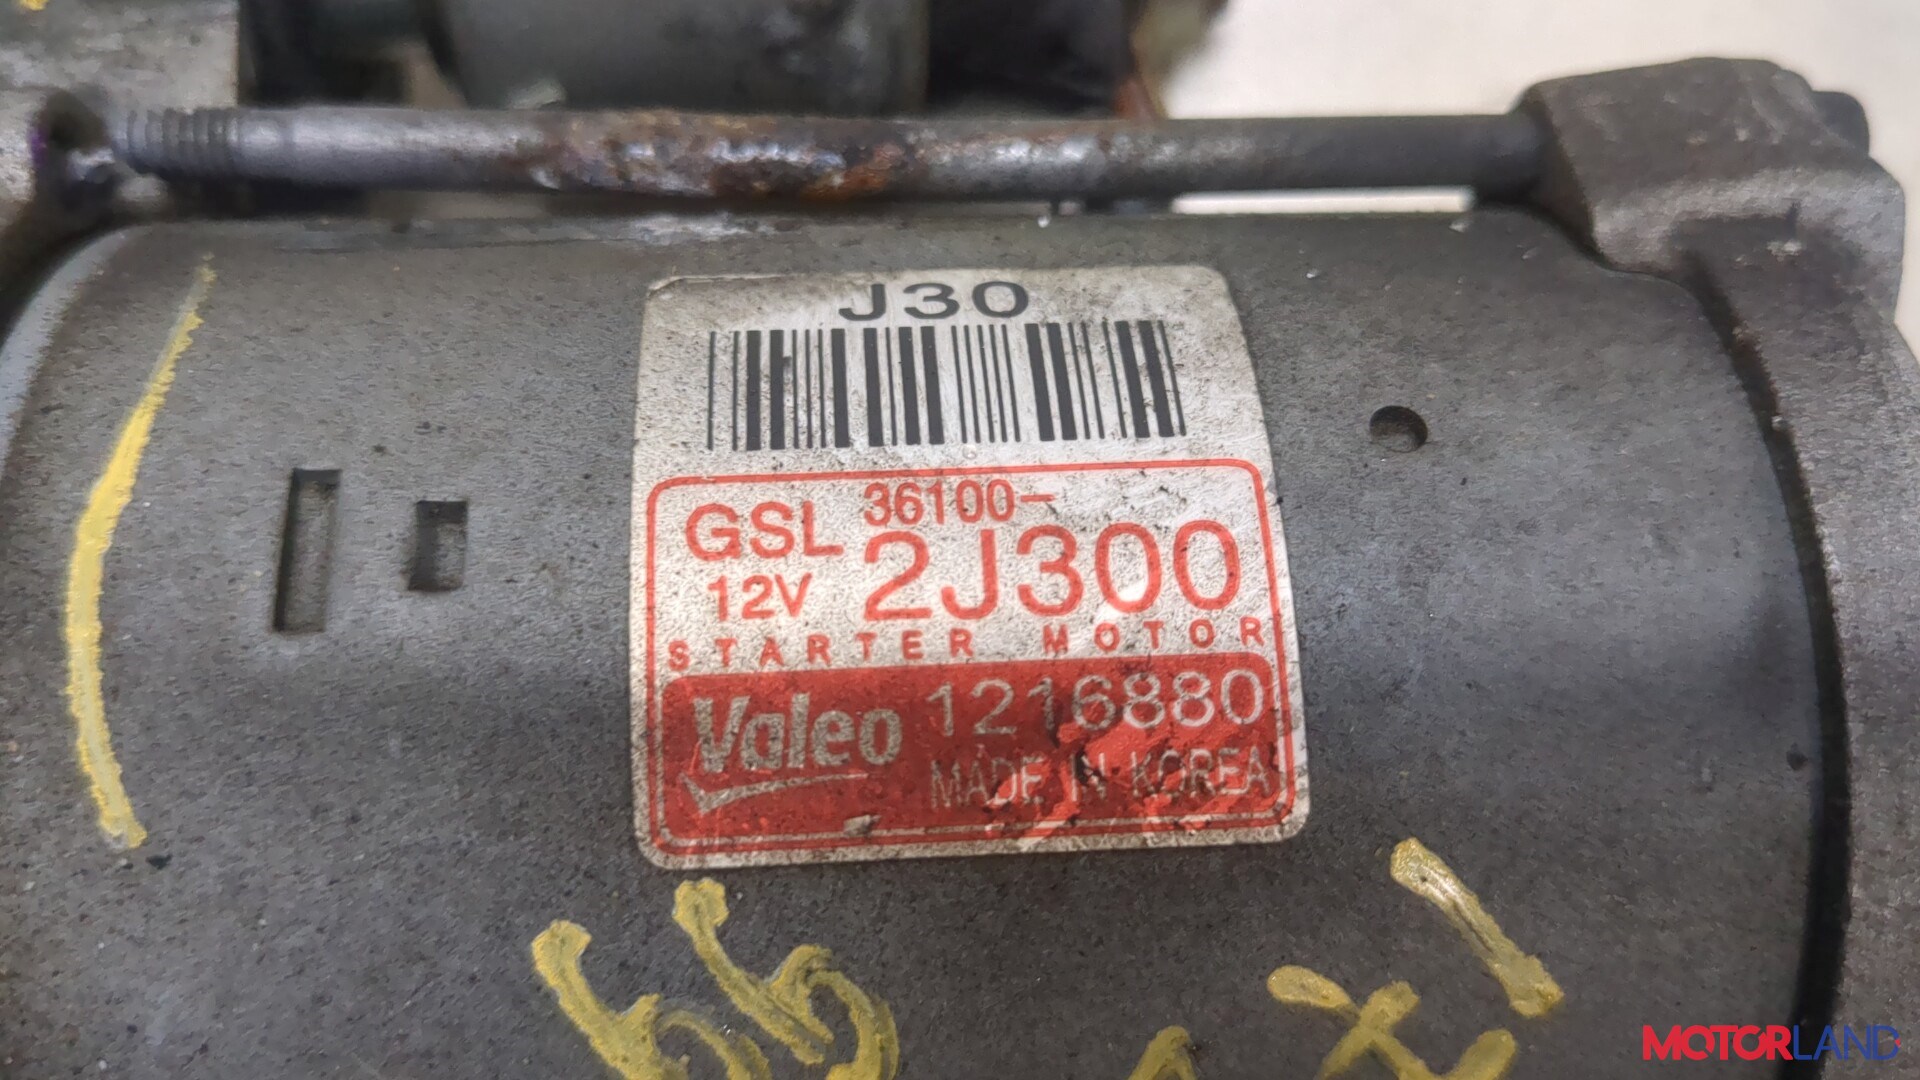 J30
GSL 36100-
12V 2J300
STARTER MOTOR
Valeo 1216880
MADE IN KOREA
MOTORLAND